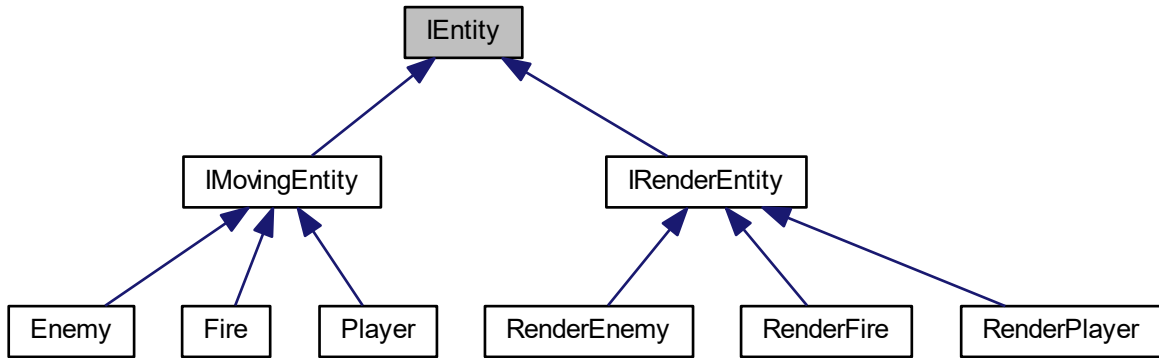 IEntity
IMovingEntity
IRenderEntity
Enemy
Fire
Player
RenderEnemy
RenderFire
RenderPlayer